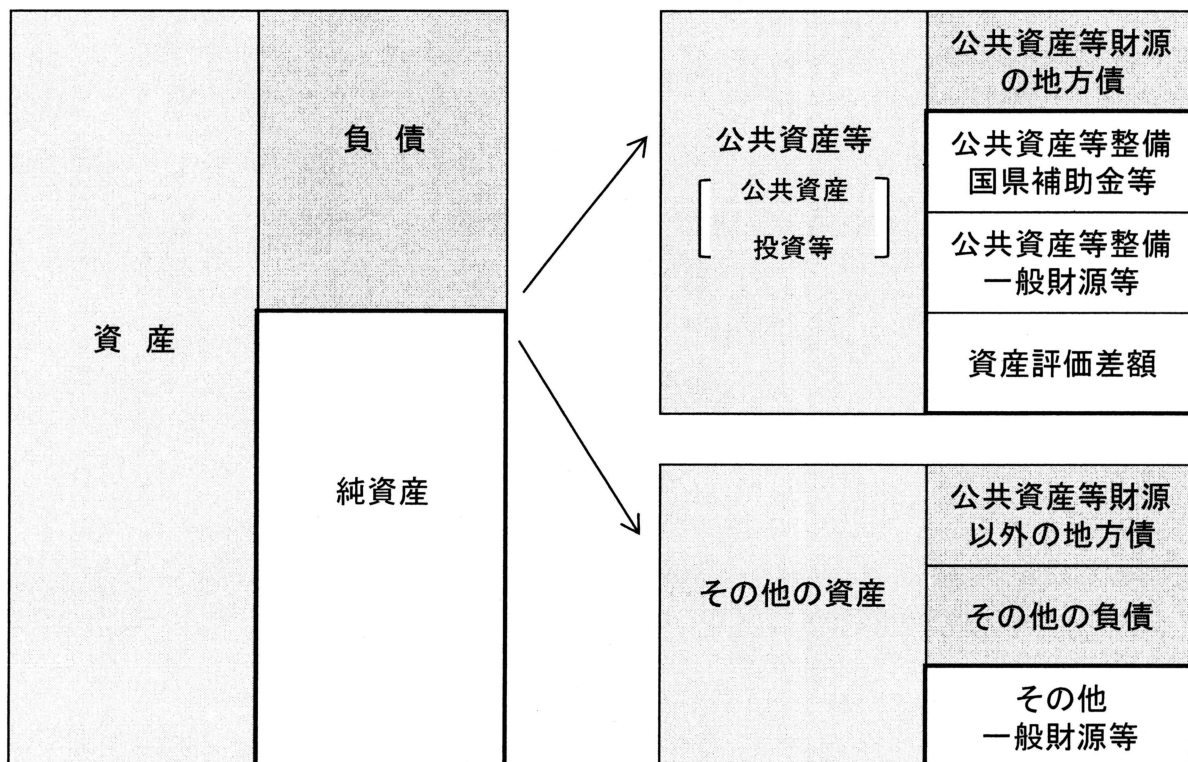 資産
負債
純資産
公共資産等
公共資産
投資等
公共資産等財源
の地方債
公共資産等整備
国県補助金等
公共資産等整備
一般財源等
資産評価差額
その他の資産
公共資産等財源
以外の地方債
その他の負債
その他
一般財源等